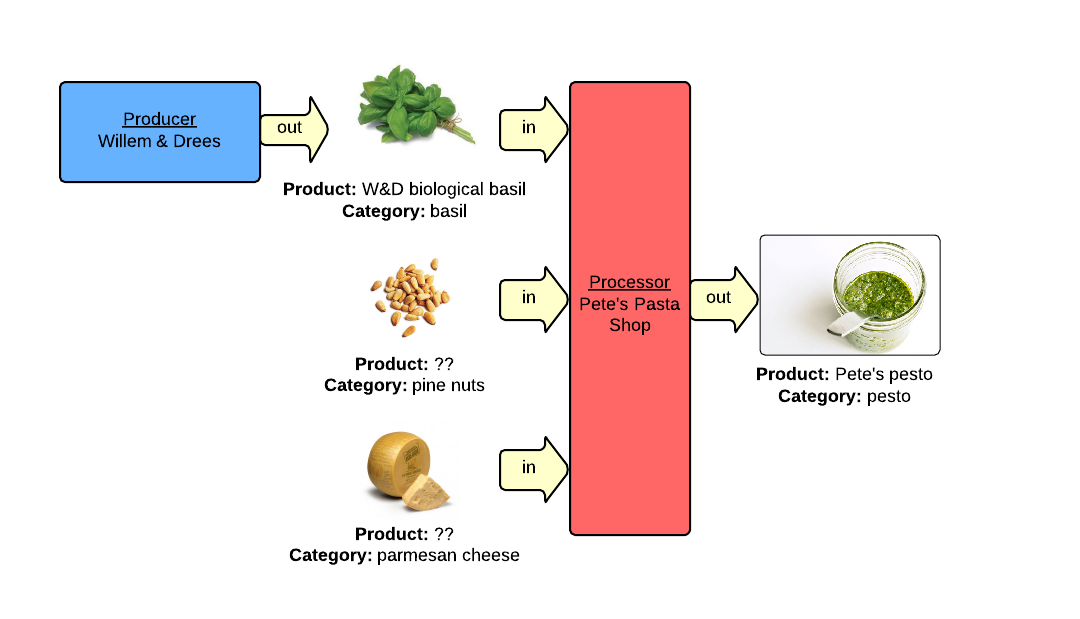 Producer
Willem & Drees
out
in
Product: W&D biological basil
Category: basil
in
Processor
Pete's Pasta
Shop
out
Product: ??
Category: pine nuts
Product: Pete's pesto
Category: pesto
in
Product: ??
Category: parmesan cheese